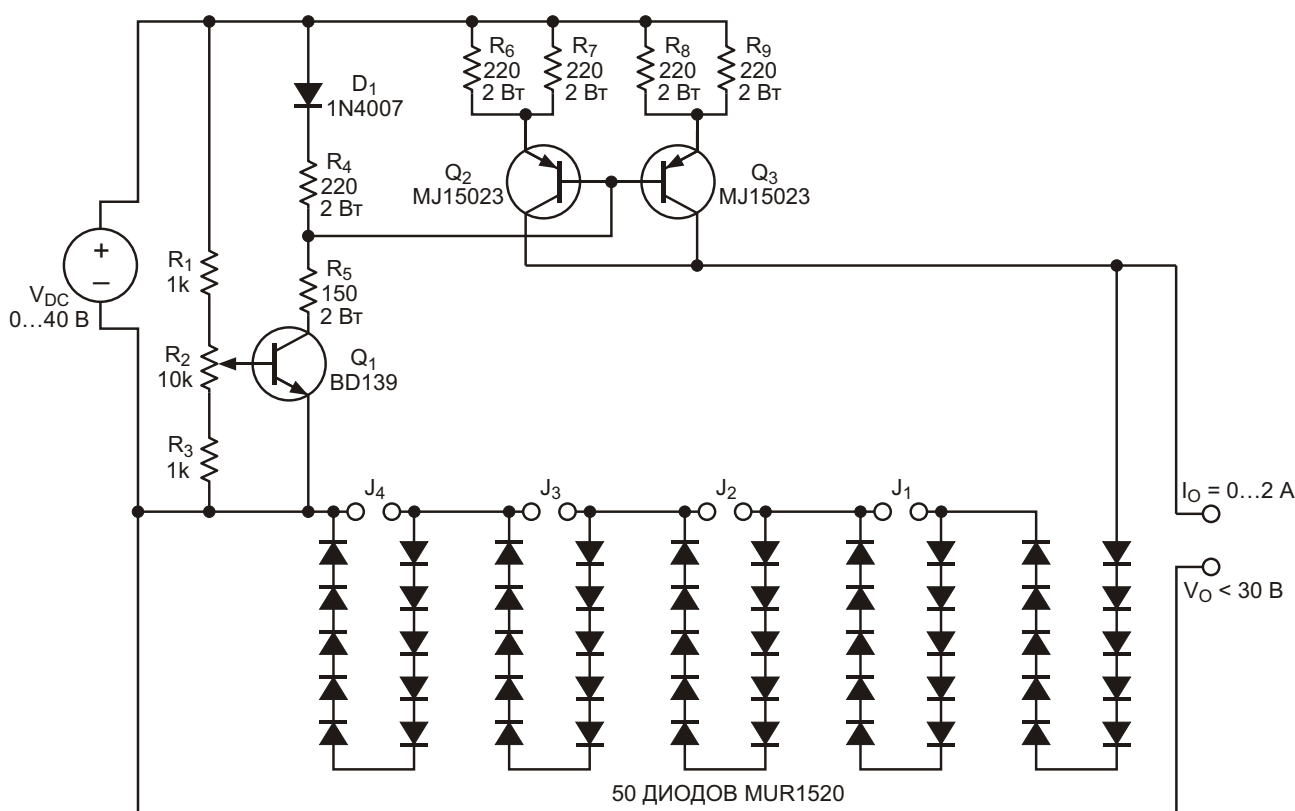 R6
220
2 Вт
R7
220
2 Вт
R8
220
2 Вт
R9
220
2 Вт
D1
1N4007
R4
220
2 Вт
Q2
MJ15023
Q3
MJ15023
+
–
VDC
0...40 В
R1
1k
R5
150
2 Вт
R2
10k
Q1
BD139
R3
1k
J4
J3
J2
J1
IO = 0...2 А
VO < 30 В
50 ДИОДОВ MUR1520